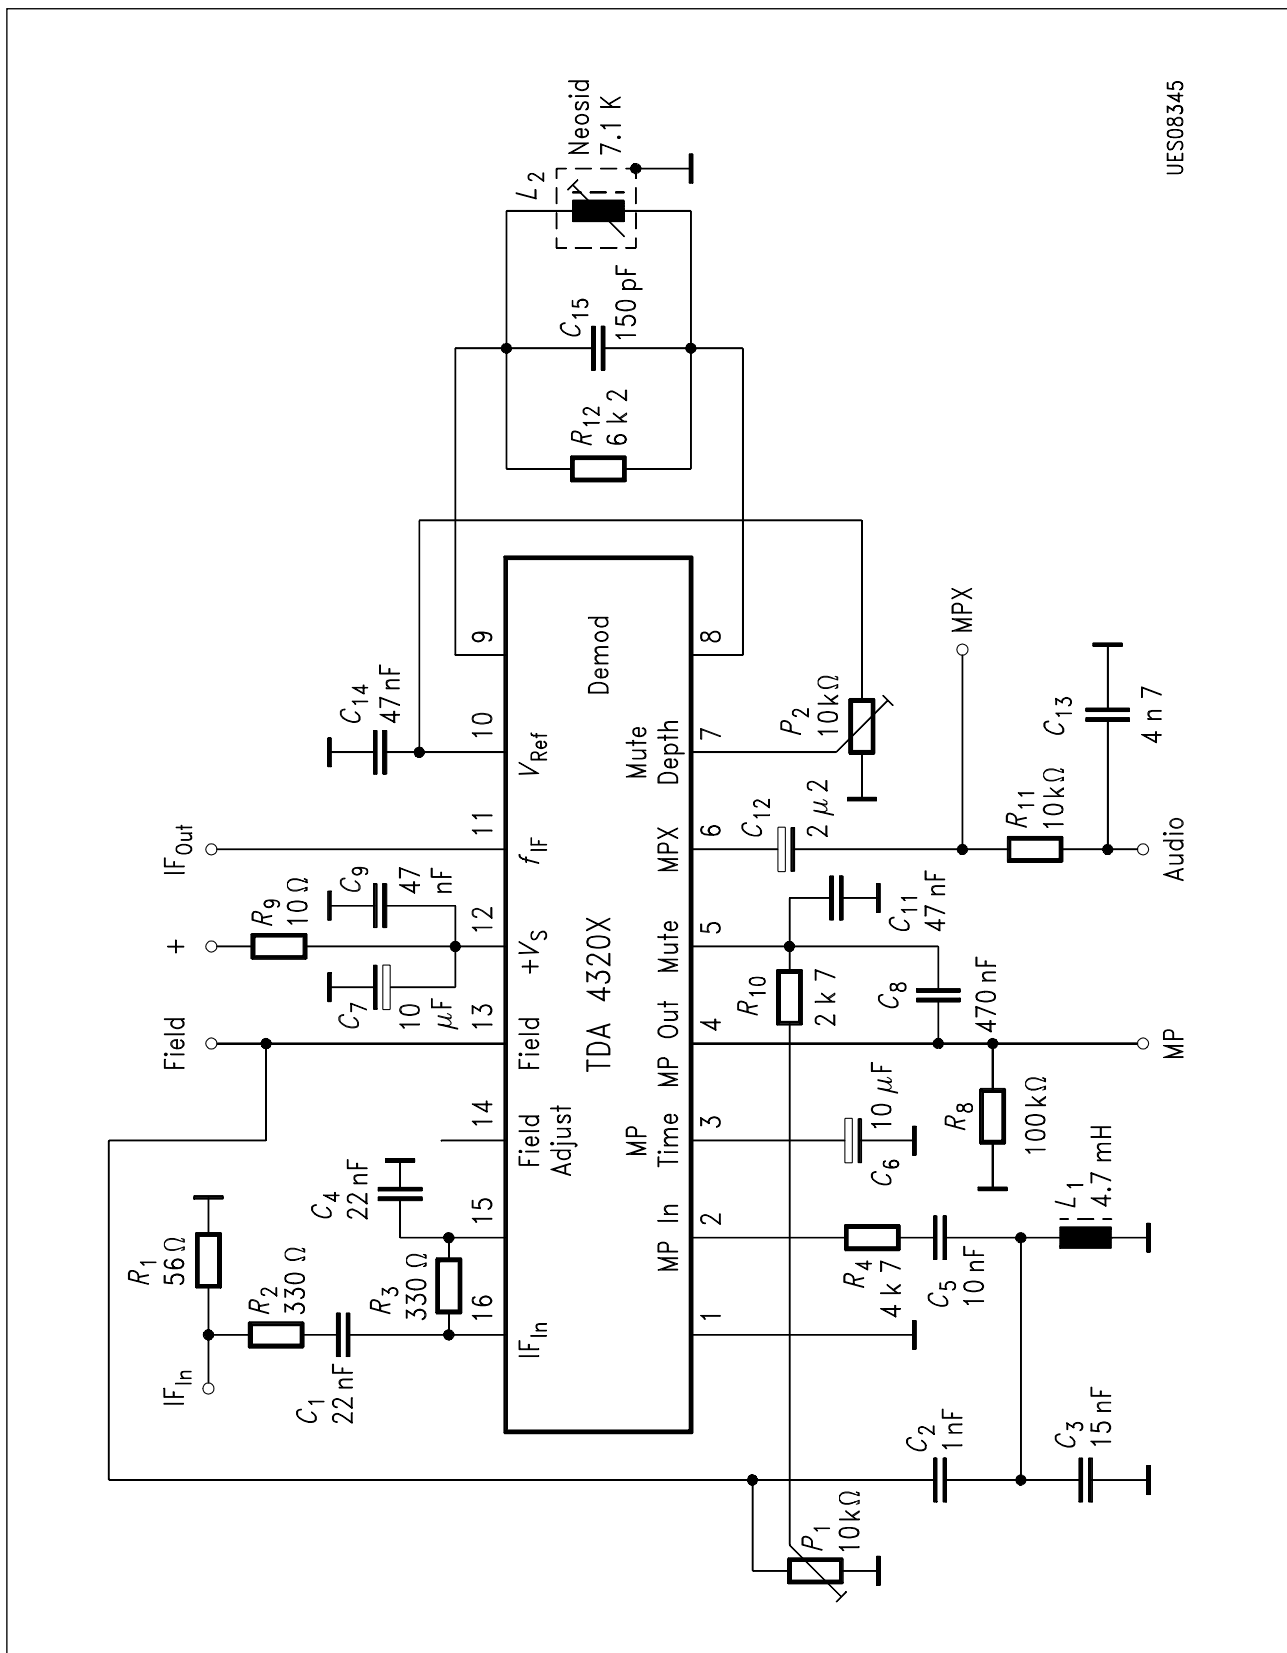 UES08345
Neosid
7.1 K
L2
C15
150 pF
R12
6 k 2
IFOut
+
Field
R9
10 Ω
C9
47
nF
C7
10
μF
C14
47 nF
R1
56 Ω
R2
330 Ω
IFIn
C1
22 nF
R3
330 Ω
C4
22 nF
16
15
14
13
12
11
10
9
IFIn
Field
Adjust
Field
+VS
fIF
VRef
Demod
TDA 4320X
MP In
MP
Time
MP Out
Mute
MPX
Mute
Depth
1
2
3
4
5
6
7
8
P2
10 kΩ
C12
2 μ 2
MPX
R11
10 kΩ
C13
4 n 7
Audio
C11
47 nF
R10
2 k 7
C8
470 nF
MP
R8
100 kΩ
C6
10 μF
R4
4 k 7
C5
10 nF
L1
4.7 mH
C2
1 nF
C3
15 nF
P1
10 kΩ